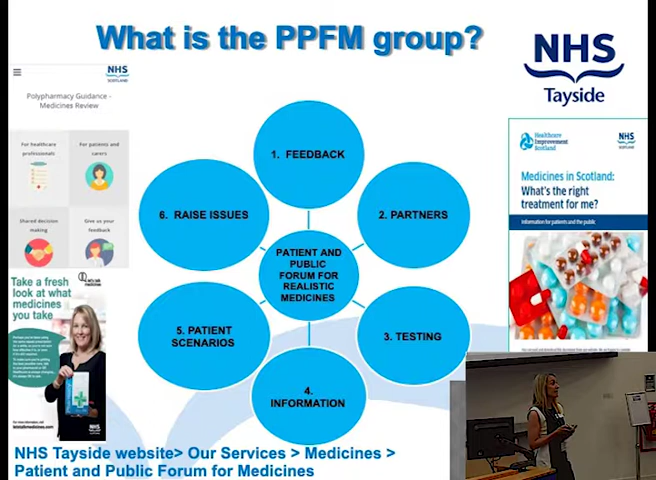 What is the PPFM group?
NHS
SCOTLAND
Polypharmacy Guidance -
Medicines Review
For healthcare
professionals
For patients and
carers
Shared decision
making
Give us your
feedback
Take a fresh
look at what
medicines
you take
1. FEEDBACK
2. PARTNERS
3. TESTING
4.
INFORMATION
5. PATIENT
SCENARIOS
6. RAISE ISSUES
PATIENT AND
PUBLIC
FORUM FOR
REALISTIC
MEDICINES
NHS
Tayside
Healthcare
Improvement
Scotland
NHS
Medicines in Scotland:
What's the right
treatment for me?
Information for patients and the public
NHS Tayside website> Our Services > Medicines >
Patient and Public Forum for Medicines